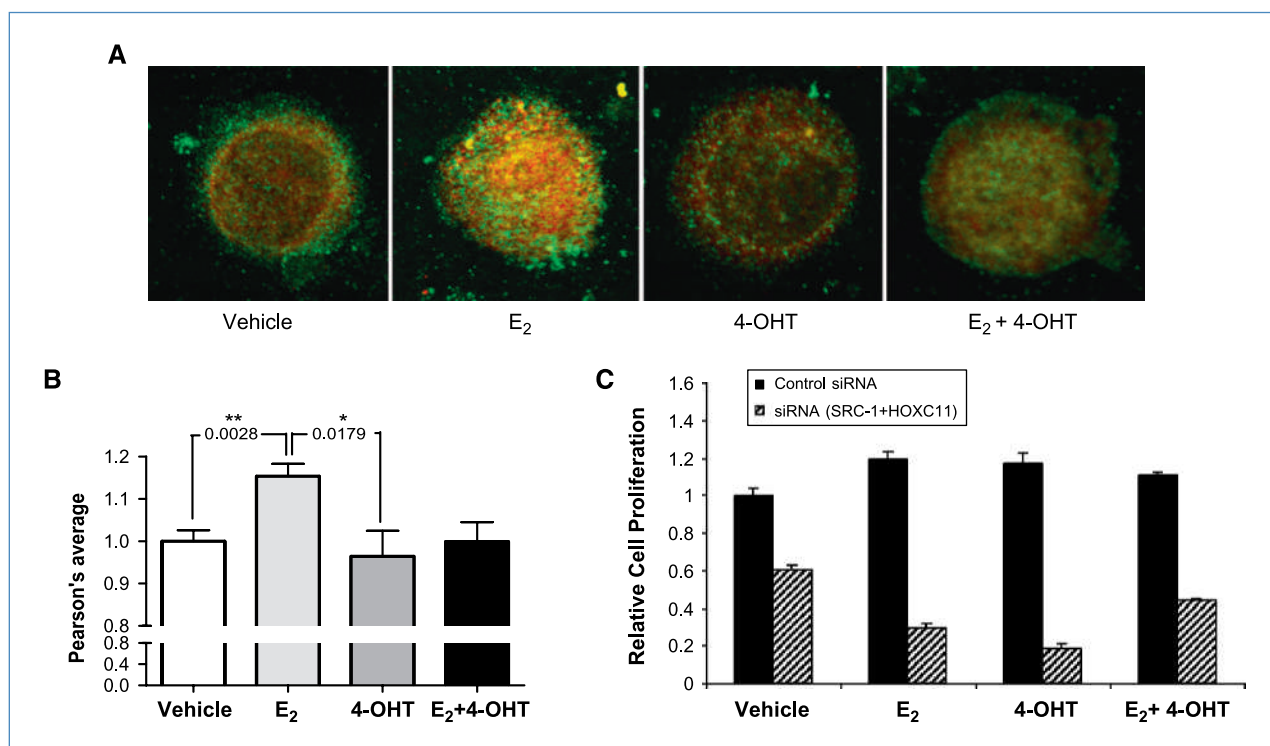 A
Vehicle
E₂
4-OHT
E₂ + 4-OHT
B
**
*
0.0028
0.0179
Pearson's average
1.2
1.1
1.0
0.9
0.8
0.8
0.4
0.0
Vehicle
E₂
4-OHT
E₂+4-OHT
C
Relative Cell Proliferation
1.6
1.4
1.2
1
0.8
0.6
0.4
0.2
0
Control siRNA
siRNA (SRC-1+HOXC11)
Vehicle
E₂
4-OHT
E₂+ 4-OHT